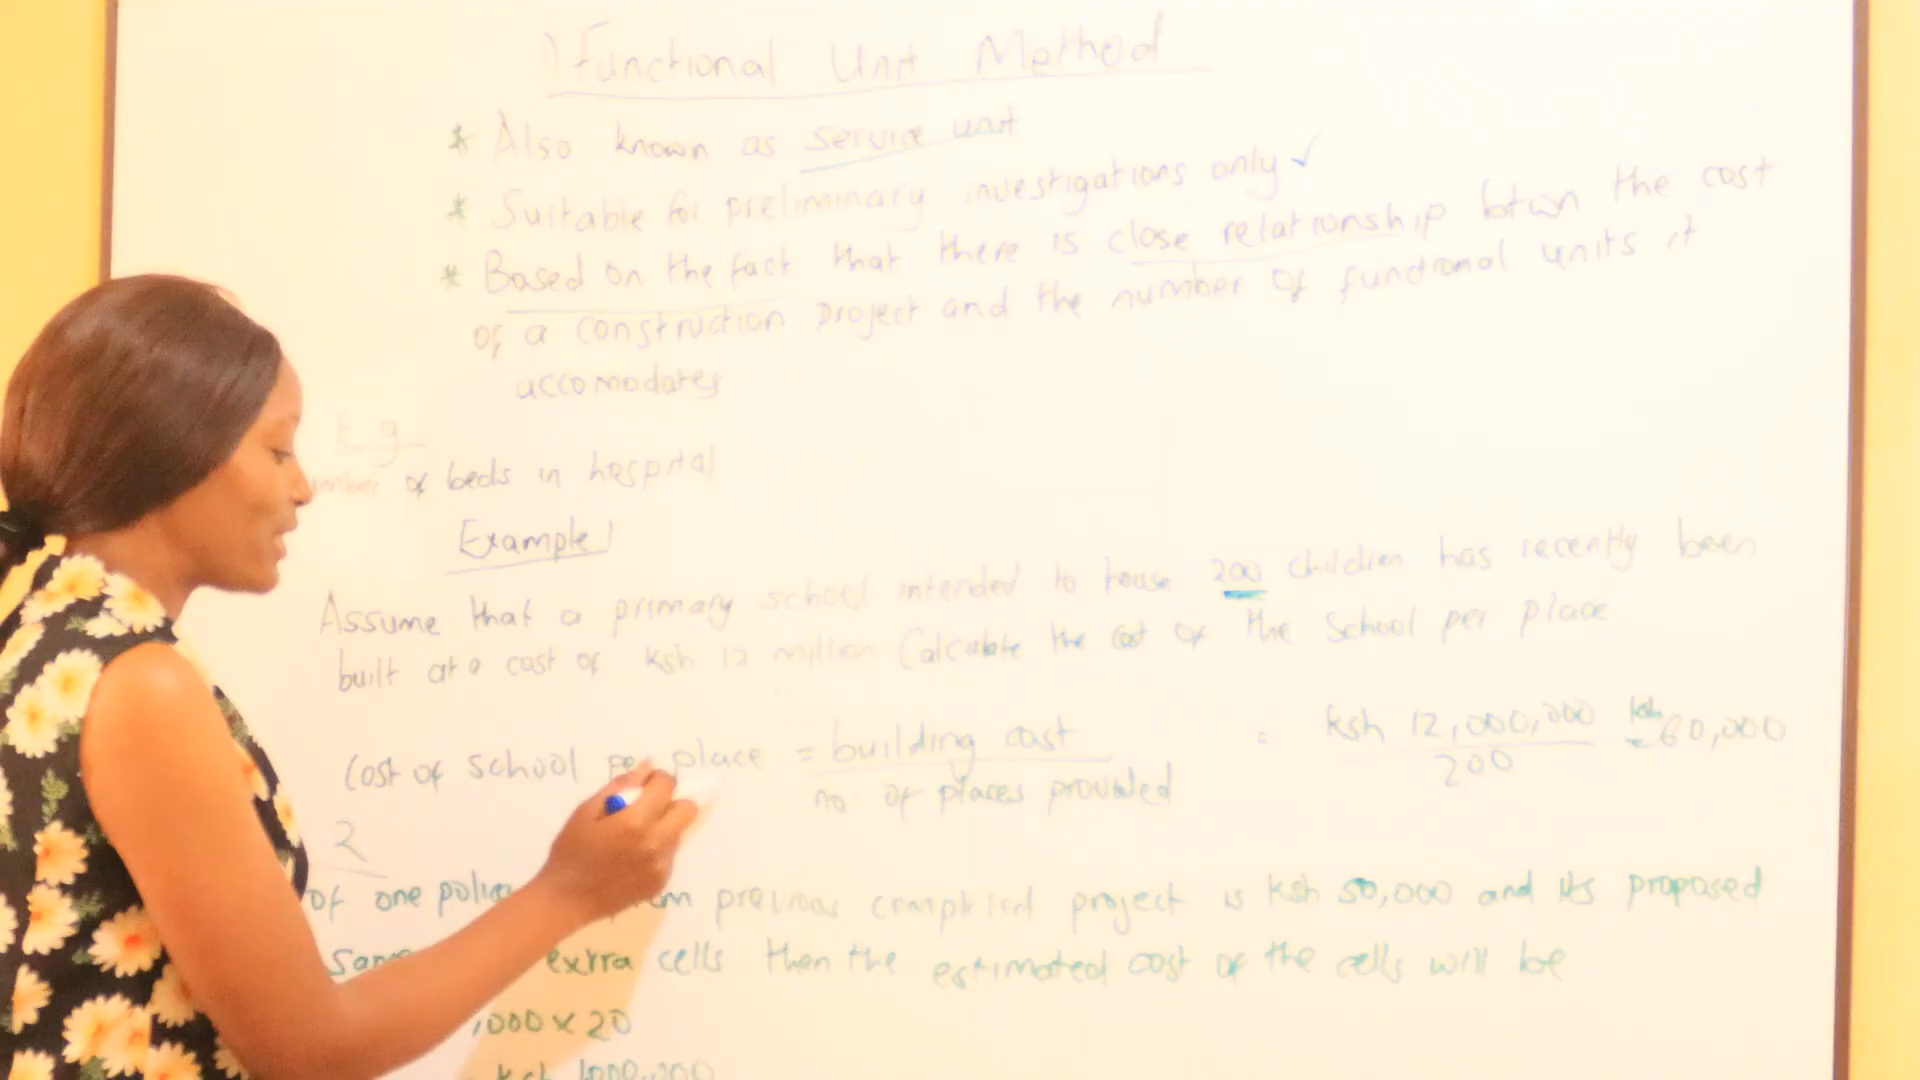 1) Functional Unit Method
* Also known as service unit
* Suitable for preliminary investigations only ✓
* Based on the fact that there is close relationship btwn the cost
of a construction project and the number of functional units it
accomodates
E g
number of beds in hospital
Example 1
Assume that a primary school intended to house 200 children has recently been
built at a cost of Ksh 12 million Calculate the cost of the school per place
Cost of school per place = building cost / no. of places provided = Ksh 12,000,000 / 200 = Ksh 60,000
2
of one police from previous completed project is Ksh 50,000 and its proposed
extra cells then the estimated cost of the cells will be
,000 x 20
Ksh 1000,000